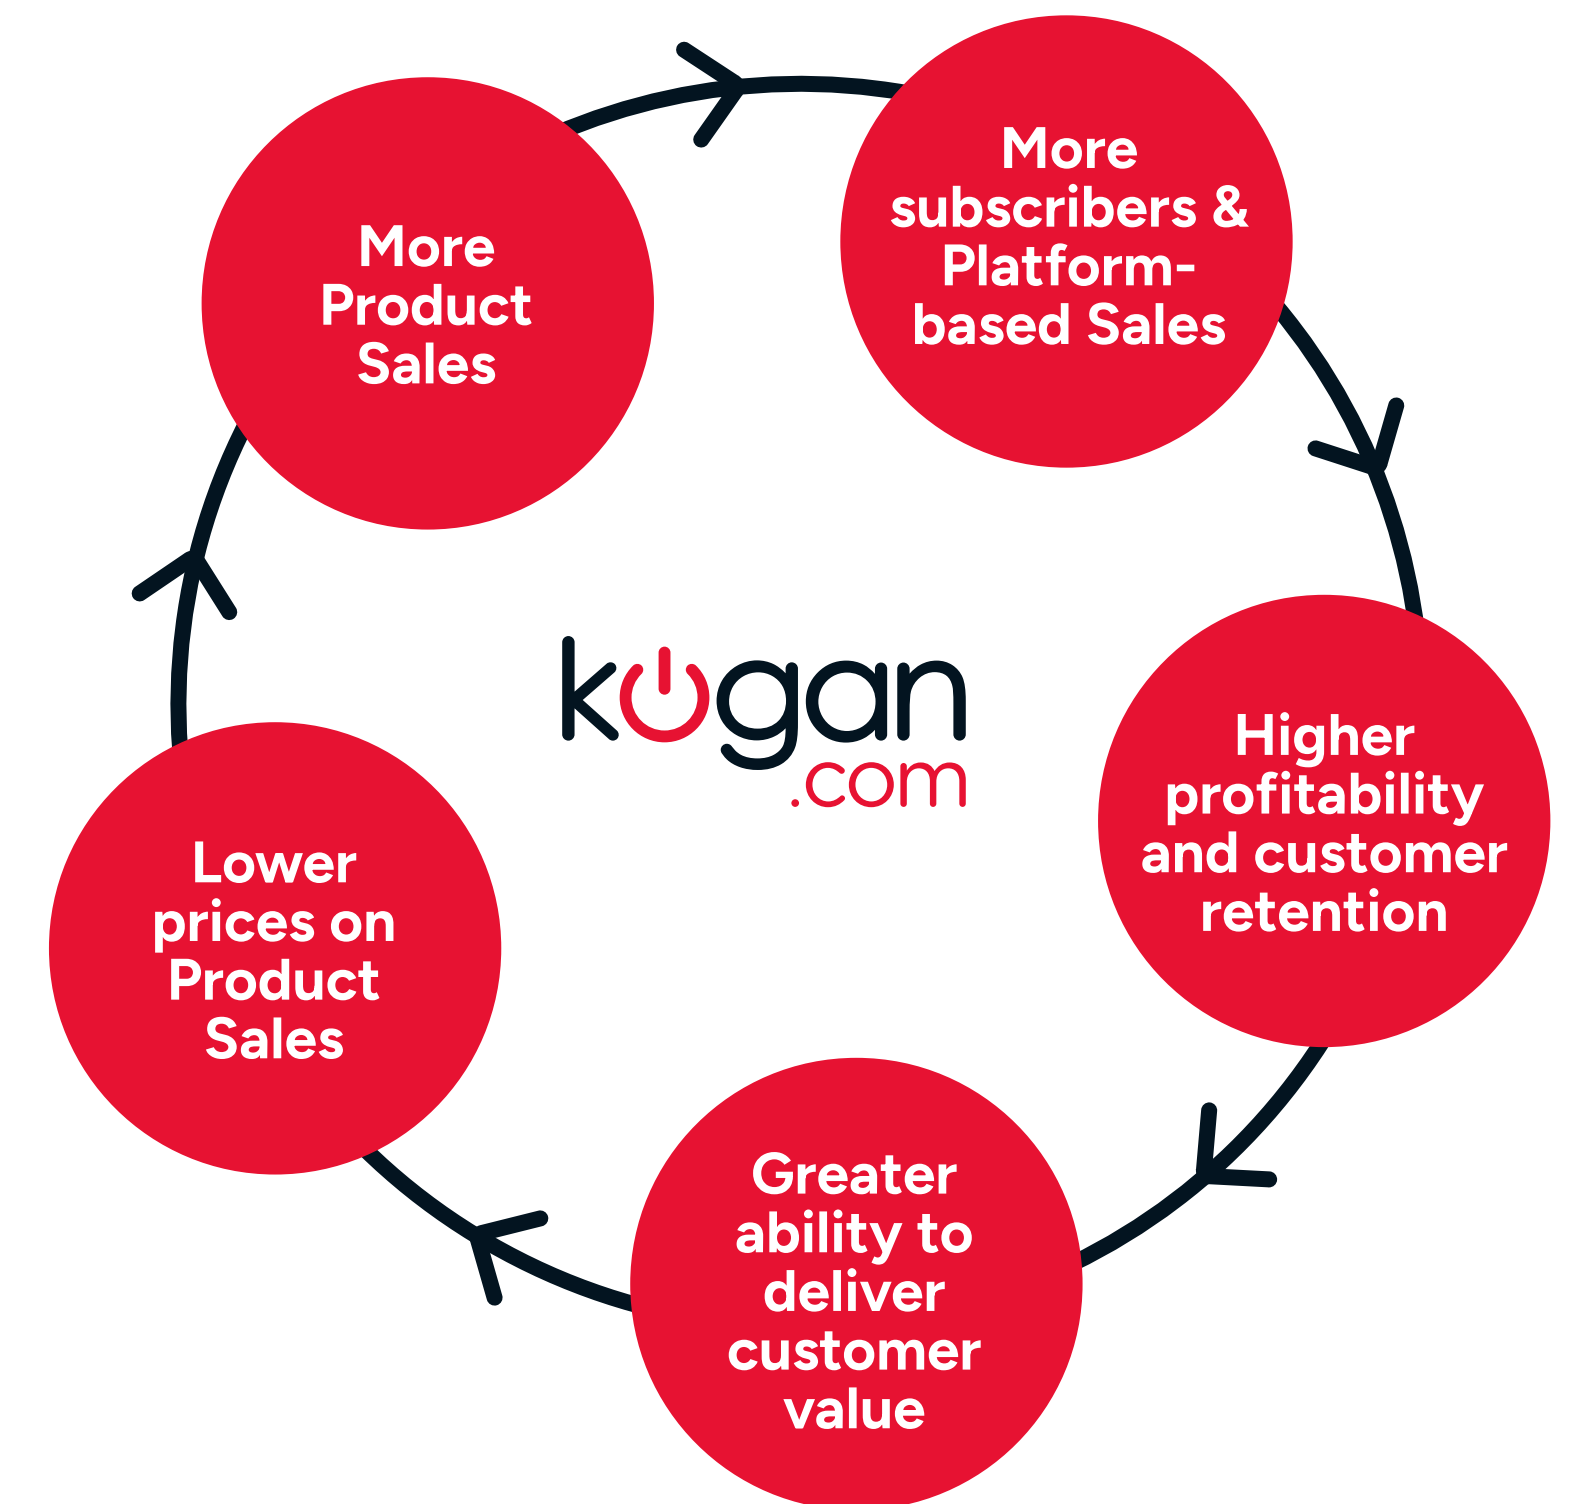 More
Product
Sales
More
subscribers &
Platform-
based Sales
Higher
profitability
and customer
retention
Greater
ability to
deliver
customer
value
Lower
prices on
Product
Sales
kogan
.com